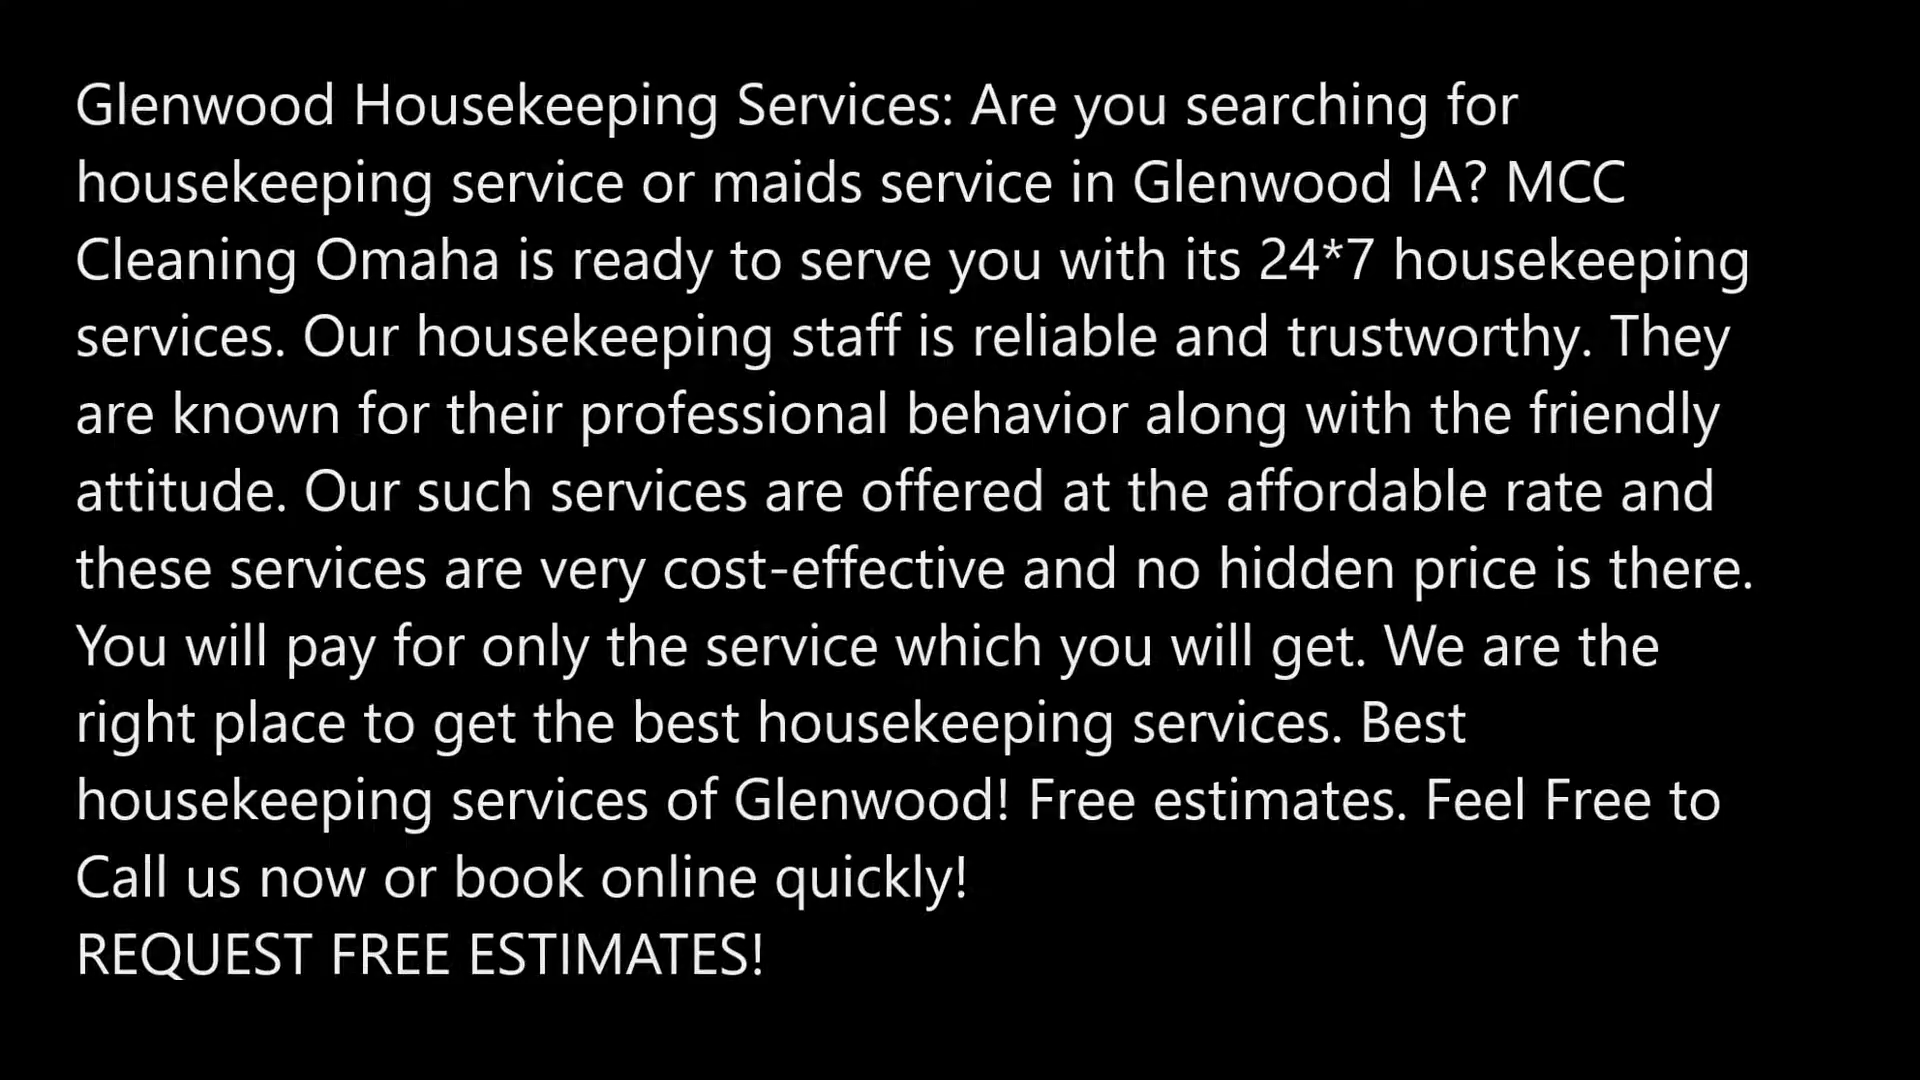 Glenwood Housekeeping Services: Are you searching for
housekeeping service or maids service in Glenwood IA? MCC
Cleaning Omaha is ready to serve you with its 24*7 housekeeping
services. Our housekeeping staff is reliable and trustworthy. They
are known for their professional behavior along with the friendly
attitude. Our such services are offered at the affordable rate and
these services are very cost-effective and no hidden price is there.
You will pay for only the service which you will get. We are the
right place to get the best housekeeping services. Best
housekeeping services of Glenwood! Free estimates. Feel Free to
Call us now or book online quickly!
REQUEST FREE ESTIMATES!